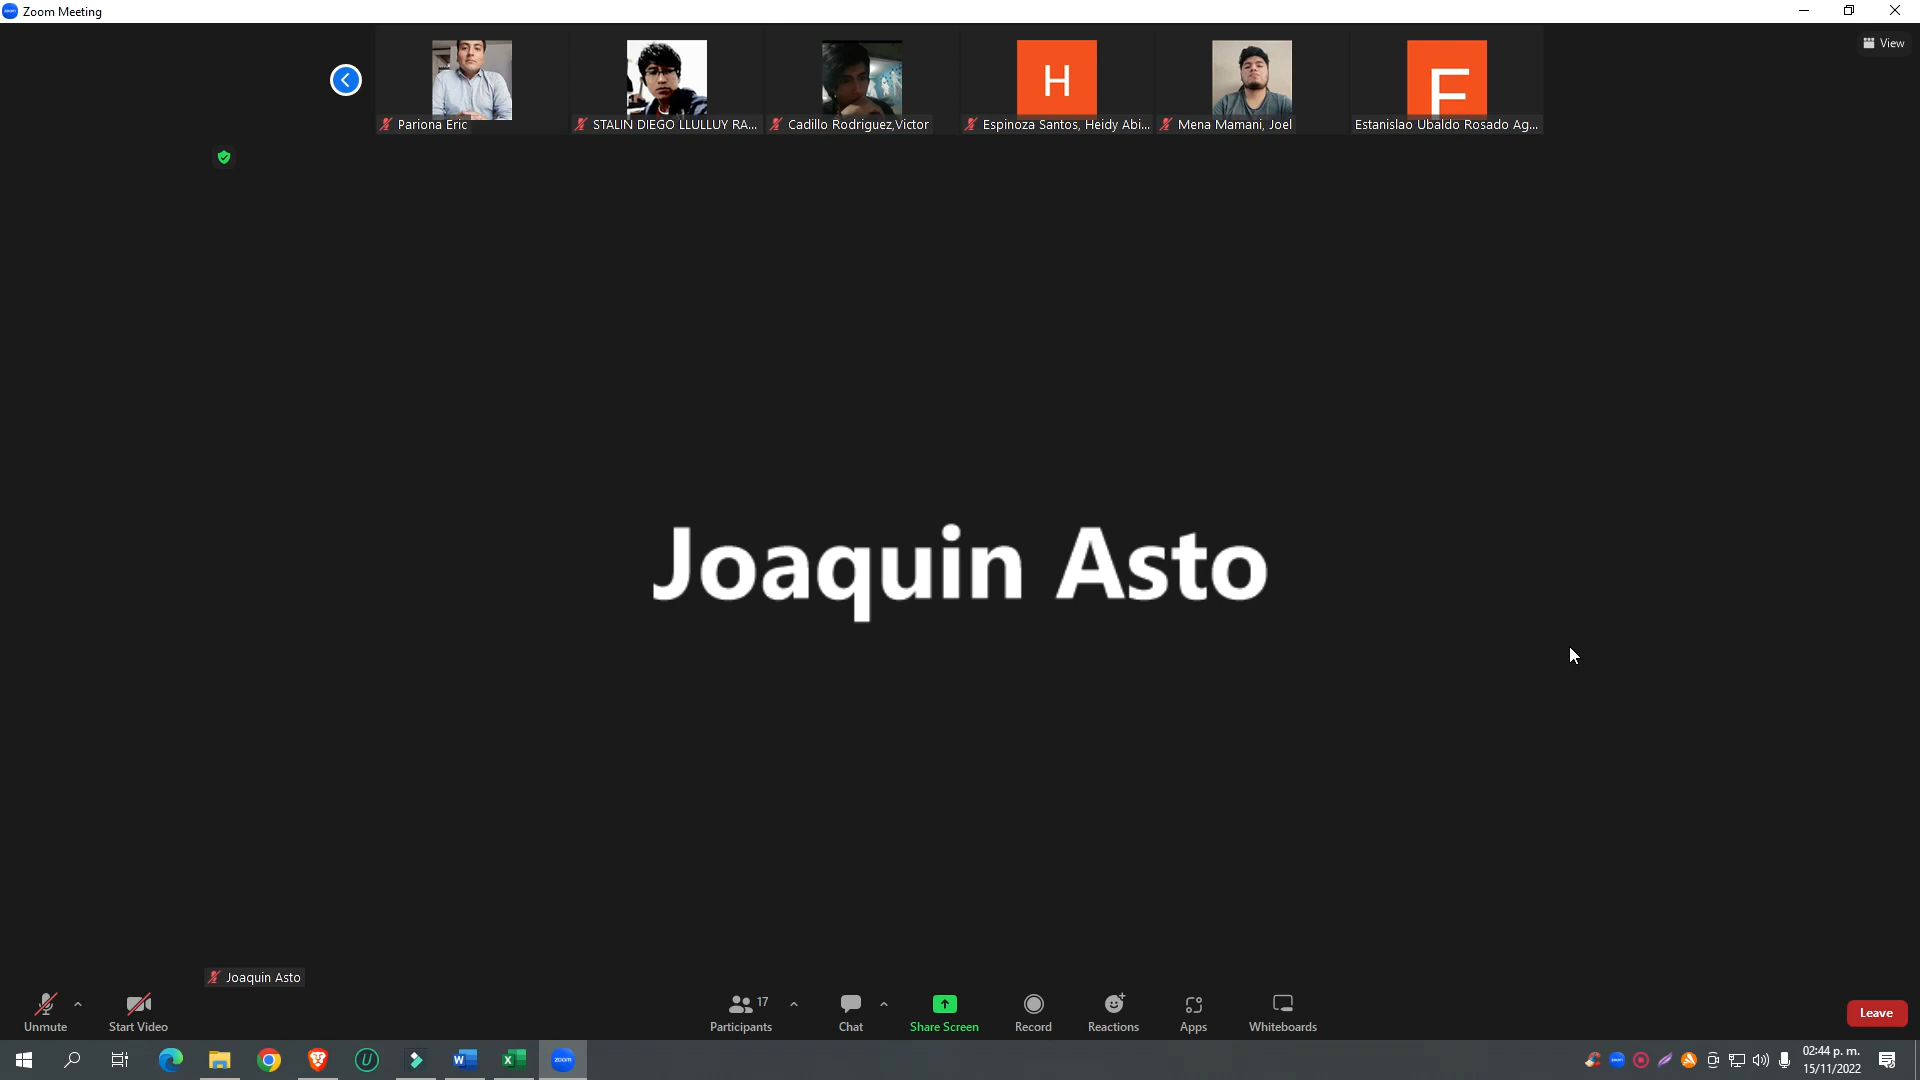 Zoom Meeting
View
H
F
Pariona Eric
STALIN DIEGO LLULLUY RA...
Cadillo Rodriguez,Victor
Espinoza Santos, Heidy Abi...
Mena Mamani, Joel
Estanislao Ubaldo Rosado Ag...
Joaquin Asto
Joaquin Asto
17
Unmute
Start Video
Participants
Chat
Share Screen
Record
Reactions
Apps
Whiteboards
Leave
zoom
02:44 p. m.
15/11/2022